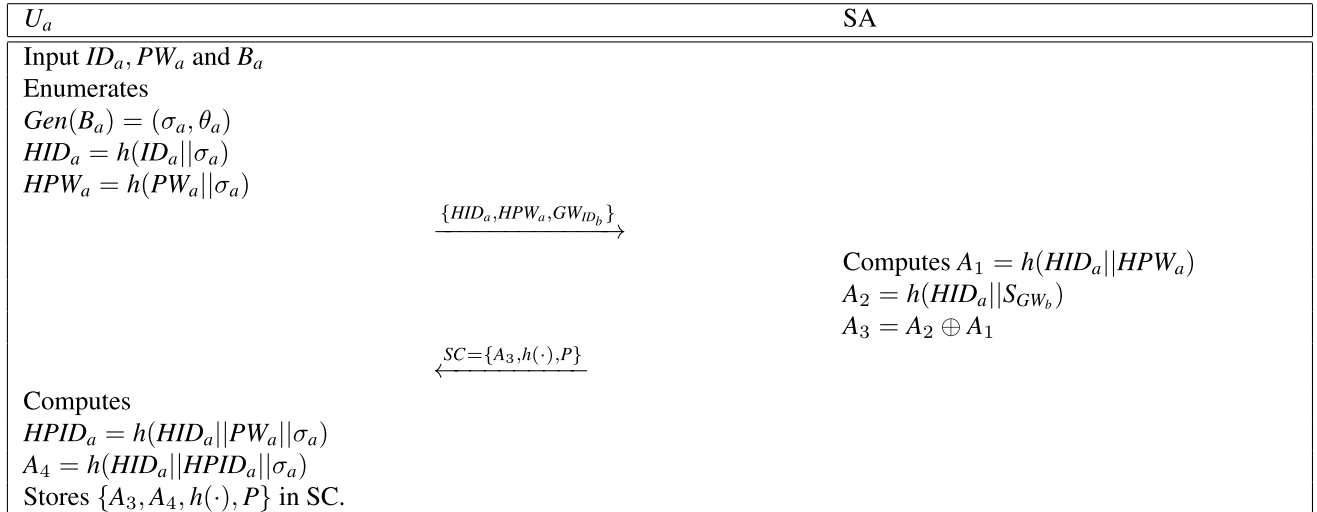 U_a SA
Input ID_a, PW_a and B_a
Enumerates
Gen(B_a) = (σ_a, θ_a)
HID_a = h(ID_a||σ_a)
HPW_a = h(PW_a||σ_a)
{HID_a,HPW_a,GW_{ID_b}}
Computes A_1 = h(HID_a||HPW_a)
A_2 = h(HID_a||S_{GW_b})
A_3 = A_2 ⊕ A_1
SC={A_3,h(·),P}
Computes
HPID_a = h(HID_a||PW_a||σ_a)
A_4 = h(HID_a||HPID_a||σ_a)
Stores {A_3, A_4, h(·), P} in SC.